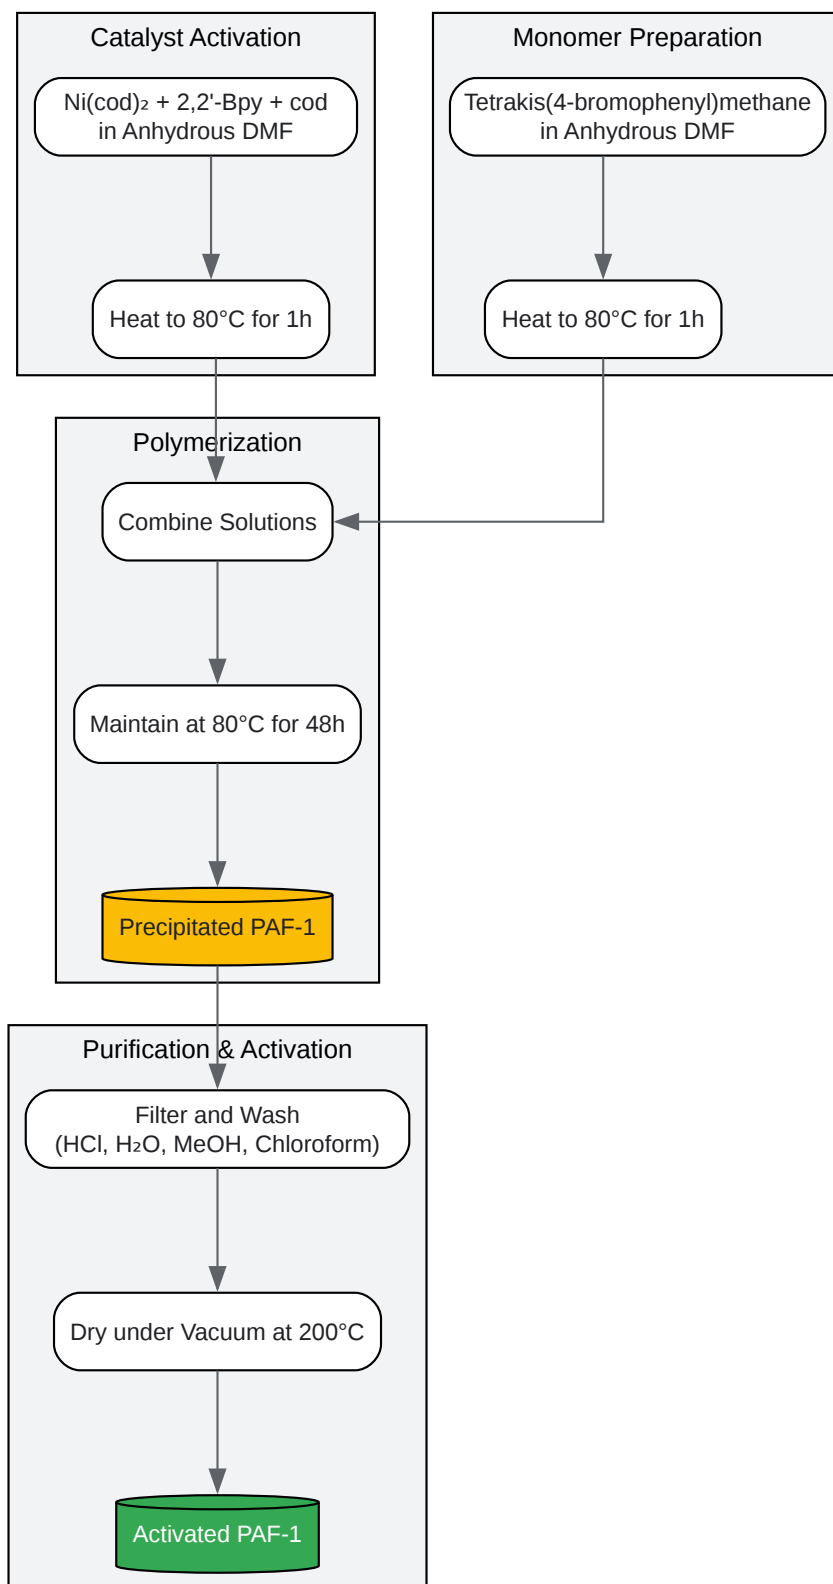 Catalyst Activation
Ni(cod)₂ + 2,2'-Bpy + cod
in Anhydrous DMF
Heat to 80°C for 1h
Monomer Preparation
Tetrakis(4-bromophenyl)methane
in Anhydrous DMF
Heat to 80°C for 1h
Polymerization
Combine Solutions
Maintain at 80°C for 48h
Precipitated PAF-1
Purification & Activation
Filter and Wash
(HCl, H₂O, MeOH, Chloroform)
Dry under Vacuum at 200°C
Activated PAF-1